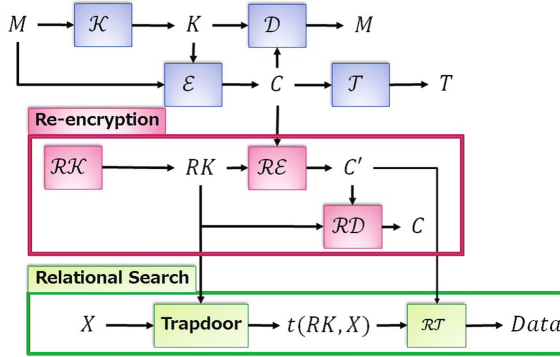 M 𝒦 K 𝒟 M
ℰ C 𝒯 T
Re-encryption
ℛ𝒦 RK ℛℰ C′
ℛ𝒟 C
Relational Search
X Trapdoor t(RK, X) ℛ𝒯 Data